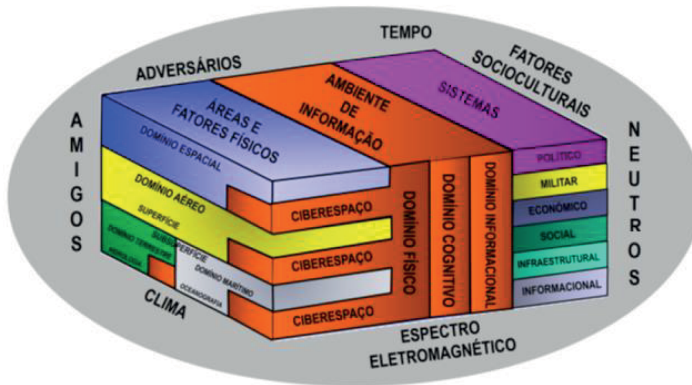 TEMPO
ADVERSÁRIOS
FATORES
SOCIOCULTURAIS
AMIGOS
NEUTROS
CLIMA
ESPECTRO
ELETROMAGNÉTICO
ÁREAS E
FATORES FÍSICOS
AMBIENTE
DE
INFORMAÇÃO
SISTEMAS
DOMÍNIO ESPACIAL
DOMÍNIO AÉREO
SUPERFÍCIE
SUBSUPERFÍCIE
DOMÍNIO TERRESTRE
HIDROLOGIA
DOMÍNIO MARÍTIMO
OCEANOGRAFIA
CIBERESPAÇO
CIBERESPAÇO
CIBERESPAÇO
DOMÍNIO FÍSICO
DOMÍNIO COGNITIVO
DOMÍNIO INFORMACIONAL
POLÍTICO
MILITAR
ECONÓMICO
SOCIAL
INFRAESTRUTURAL
INFORMACIONAL